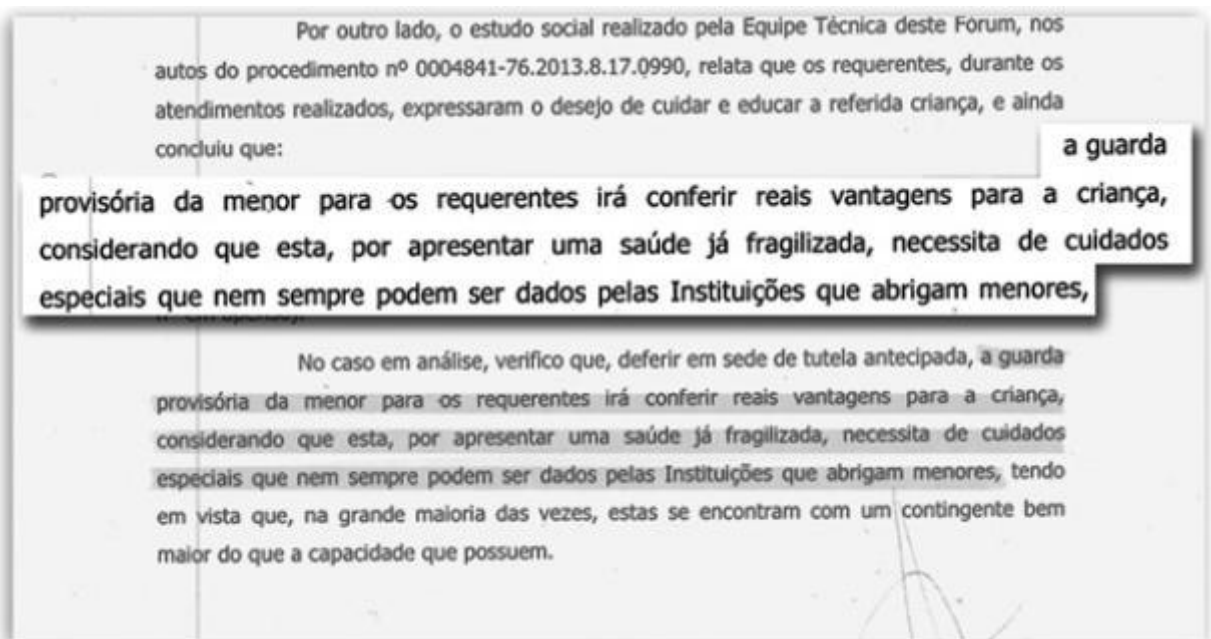 Por outro lado, o estudo social realizado pela Equipe Técnica deste Fórum, nos
autos do procedimento nº 0004841-76.2013.8.17.0990, relata que os requerentes, durante os
atendimentos realizados, expressaram o desejo de cuidar e educar a referida criança, e ainda
concluiu que:
a guarda
provisória da menor para os requerentes irá conferir reais vantagens para a criança,
considerando que esta, por apresentar uma saúde já fragilizada, necessita de cuidados
especiais que nem sempre podem ser dados pelas Instituições que abrigam menores,
No caso em análise, verifico que, deferir em sede de tutela antecipada, a guarda
provisória da menor para os requerentes irá conferir reais vantagens para a criança,
considerando que esta, por apresentar uma saúde já fragilizada, necessita de cuidados
especiais que nem sempre podem ser dados pelas Instituições que abrigam menores, tendo
em vista que, na grande maioria das vezes, estas se encontram com um contingente bem
maior do que a capacidade que possuem.